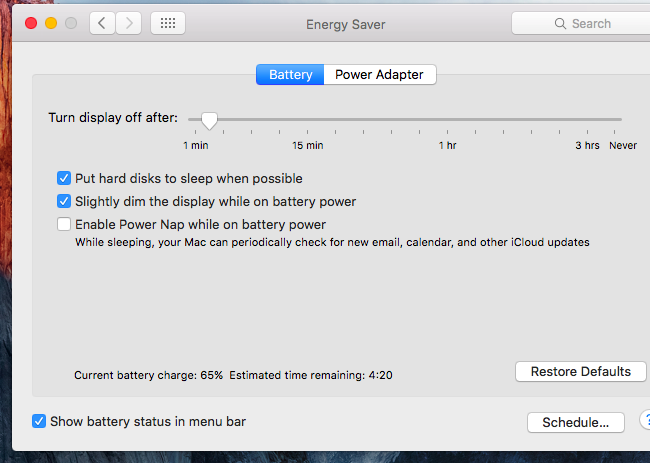 Energy Saver
Search
Battery Power Adapter
Turn display off after:
1 min 15 min 1 hr 3 hrs Never
Put hard disks to sleep when possible
Slightly dim the display while on battery power
Enable Power Nap while on battery power
While sleeping, your Mac can periodically check for new email, calendar, and other iCloud updates
Current battery charge: 65% Estimated time remaining: 4:20
Restore Defaults
Show battery status in menu bar
Schedule...
?